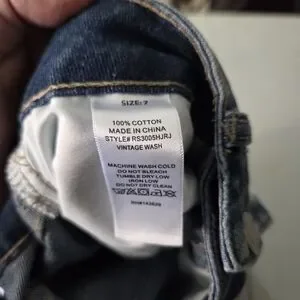 SIZE: 7
100% COTTON
MADE IN CHINA
STYLE# RS3005HJRJ
VINTAGE WASH
MACHINE WASH COLD
DO NOT BLEACH
TUMBLE DRY LOW
IRON LOW
DO NOT DRY CLEAN